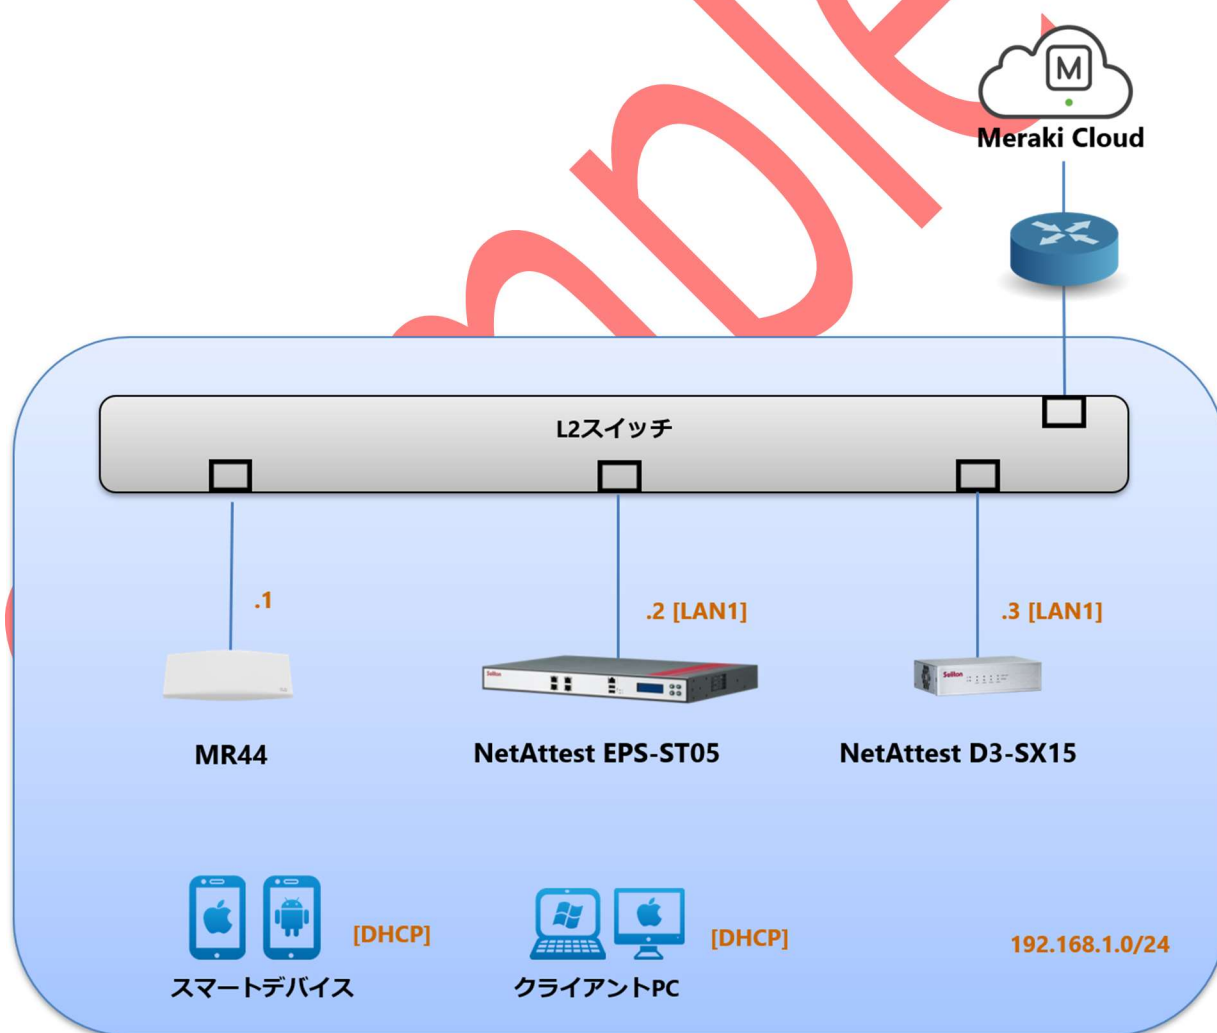 M
Meraki Cloud
L2スイッチ
.1
.2 [LAN1]
.3 [LAN1]
Soliton
Soliton
MR44
NetAttest EPS-ST05
NetAttest D3-SX15
[DHCP]
[DHCP]
192.168.1.0/24
スマートデバイス
クライアントPC